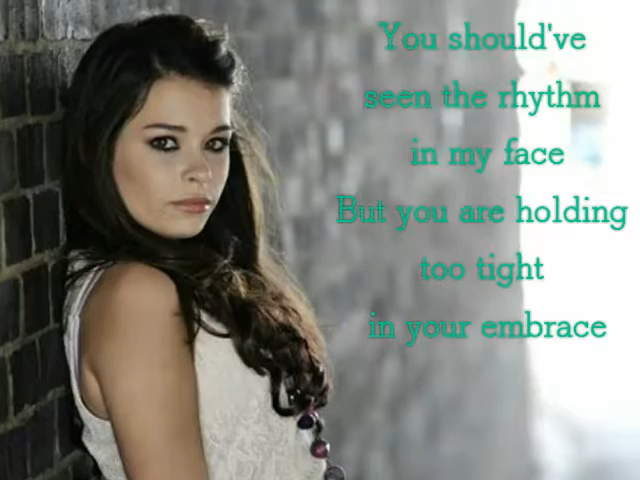 You should've
seen the rhythm
in my face
But you are holding
too tight
in your embrace